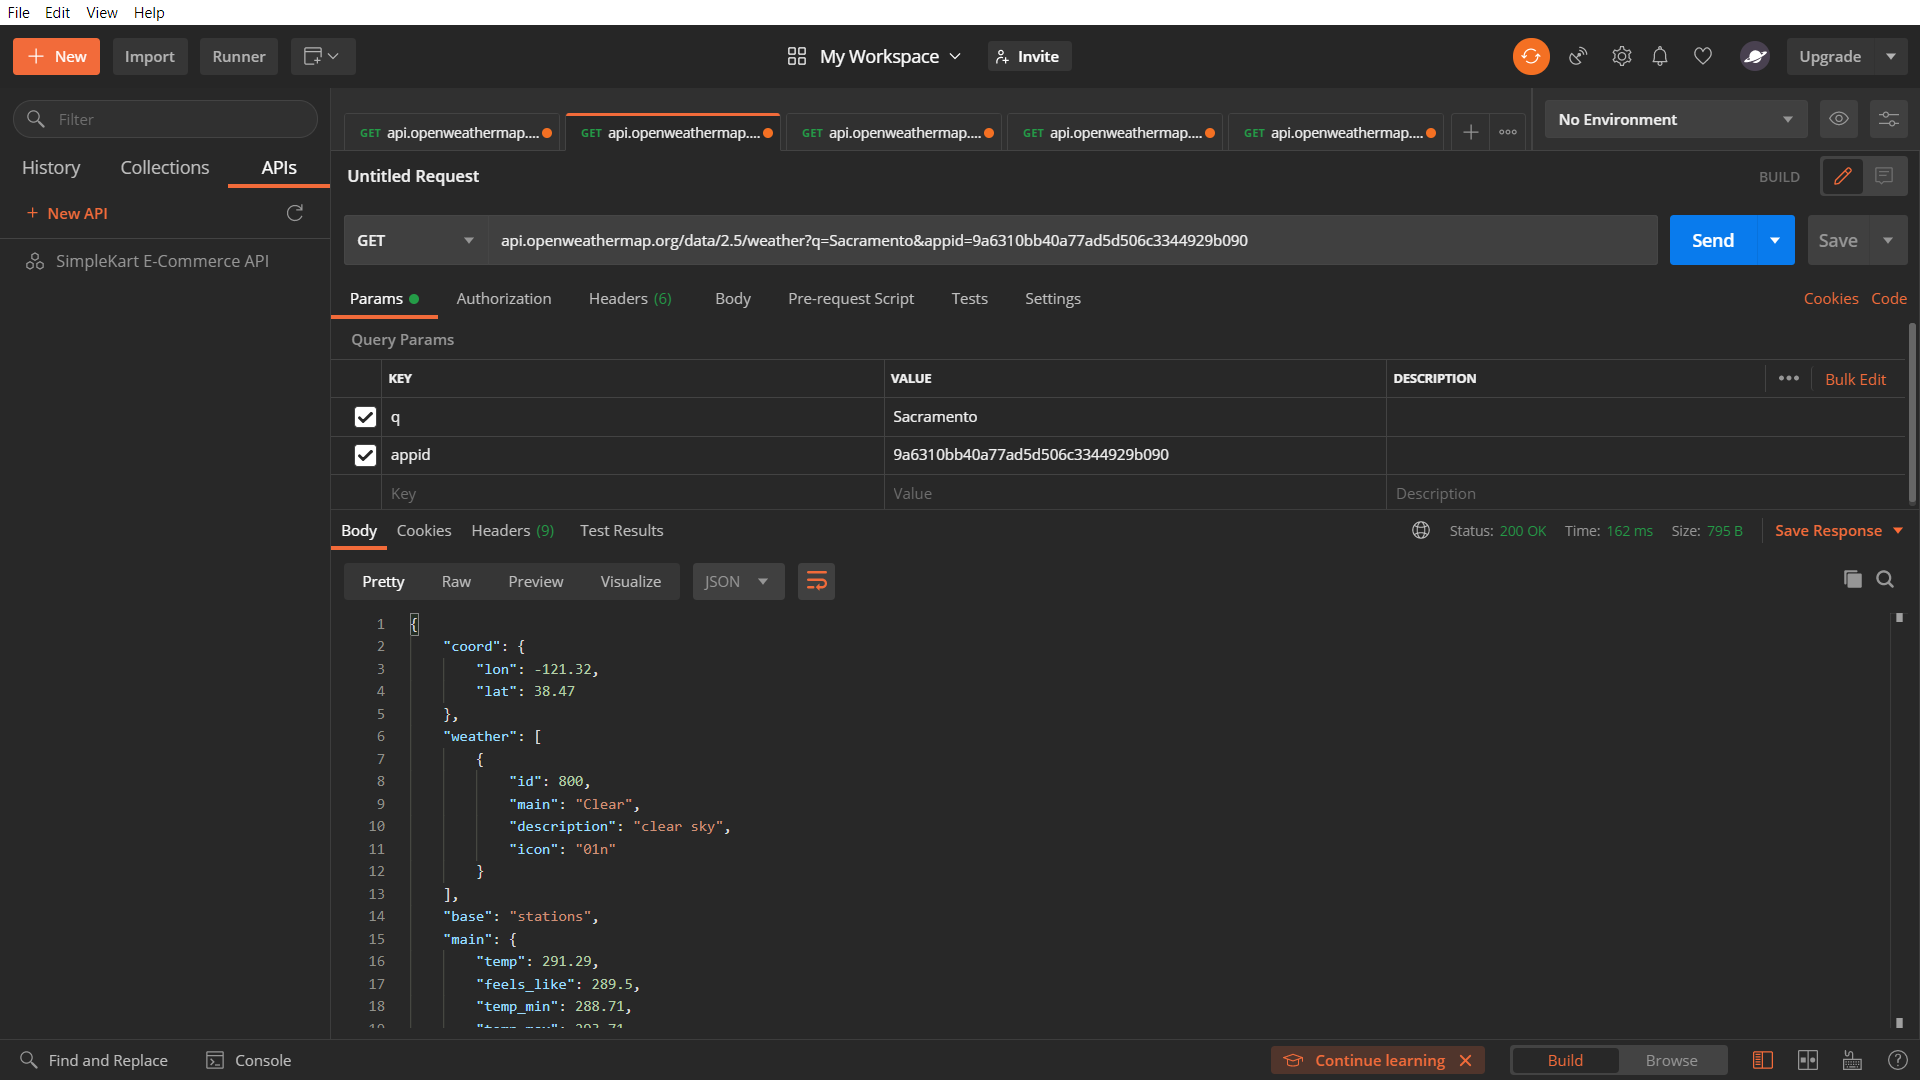 File Edit View Help
New Import Runner My Workspace Invite Upgrade
Filter
GET api.openweathermap.... GET api.openweathermap.... GET api.openweathermap.... GET api.openweathermap.... GET api.openweathermap.... No Environment
History Collections APIs
Untitled Request BUILD
+ New API
GET api.openweathermap.org/data/2.5/weather?q=Sacramento&appid=9a6310bb40a77ad5d506c3344929b090 Send Save
SimpleKart E-Commerce API
Params Authorization Headers (6) Body Pre-request Script Tests Settings Cookies Code
Query Params
KEY VALUE DESCRIPTION Bulk Edit
q Sacramento
appid 9a6310bb40a77ad5d506c3344929b090
Key Value Description
Body Cookies Headers (9) Test Results Status: 200 OK Time: 162 ms Size: 795 B Save Response
Pretty Raw Preview Visualize JSON
1 {
2 "coord": {
3 "lon": -121.32,
4 "lat": 38.47
5 },
6 "weather": [
7 {
8 "id": 800,
9 "main": "Clear",
10 "description": "clear sky",
11 "icon": "01n"
12 }
13 ],
14 "base": "stations",
15 "main": {
16 "temp": 291.29,
17 "feels_like": 289.5,
18 "temp_min": 288.71,
Find and Replace Console Continue learning Build Browse